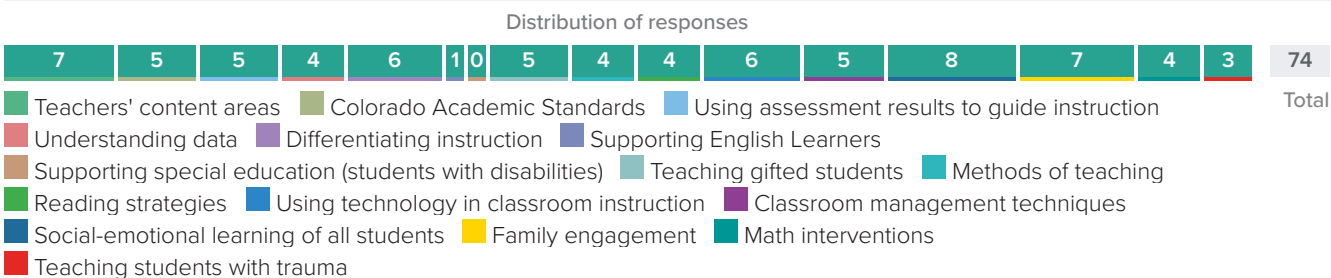 Distribution of responses
7 5 5 4 6 1 0 5 4 4 6 5 8 7 4 3 74
Total
Teachers' content areas Colorado Academic Standards Using assessment results to guide instruction
Understanding data Differentiating instruction Supporting English Learners
Supporting special education (students with disabilities) Teaching gifted students Methods of teaching
Reading strategies Using technology in classroom instruction Classroom management techniques
Social-emotional learning of all students Family engagement Math interventions
Teaching students with trauma